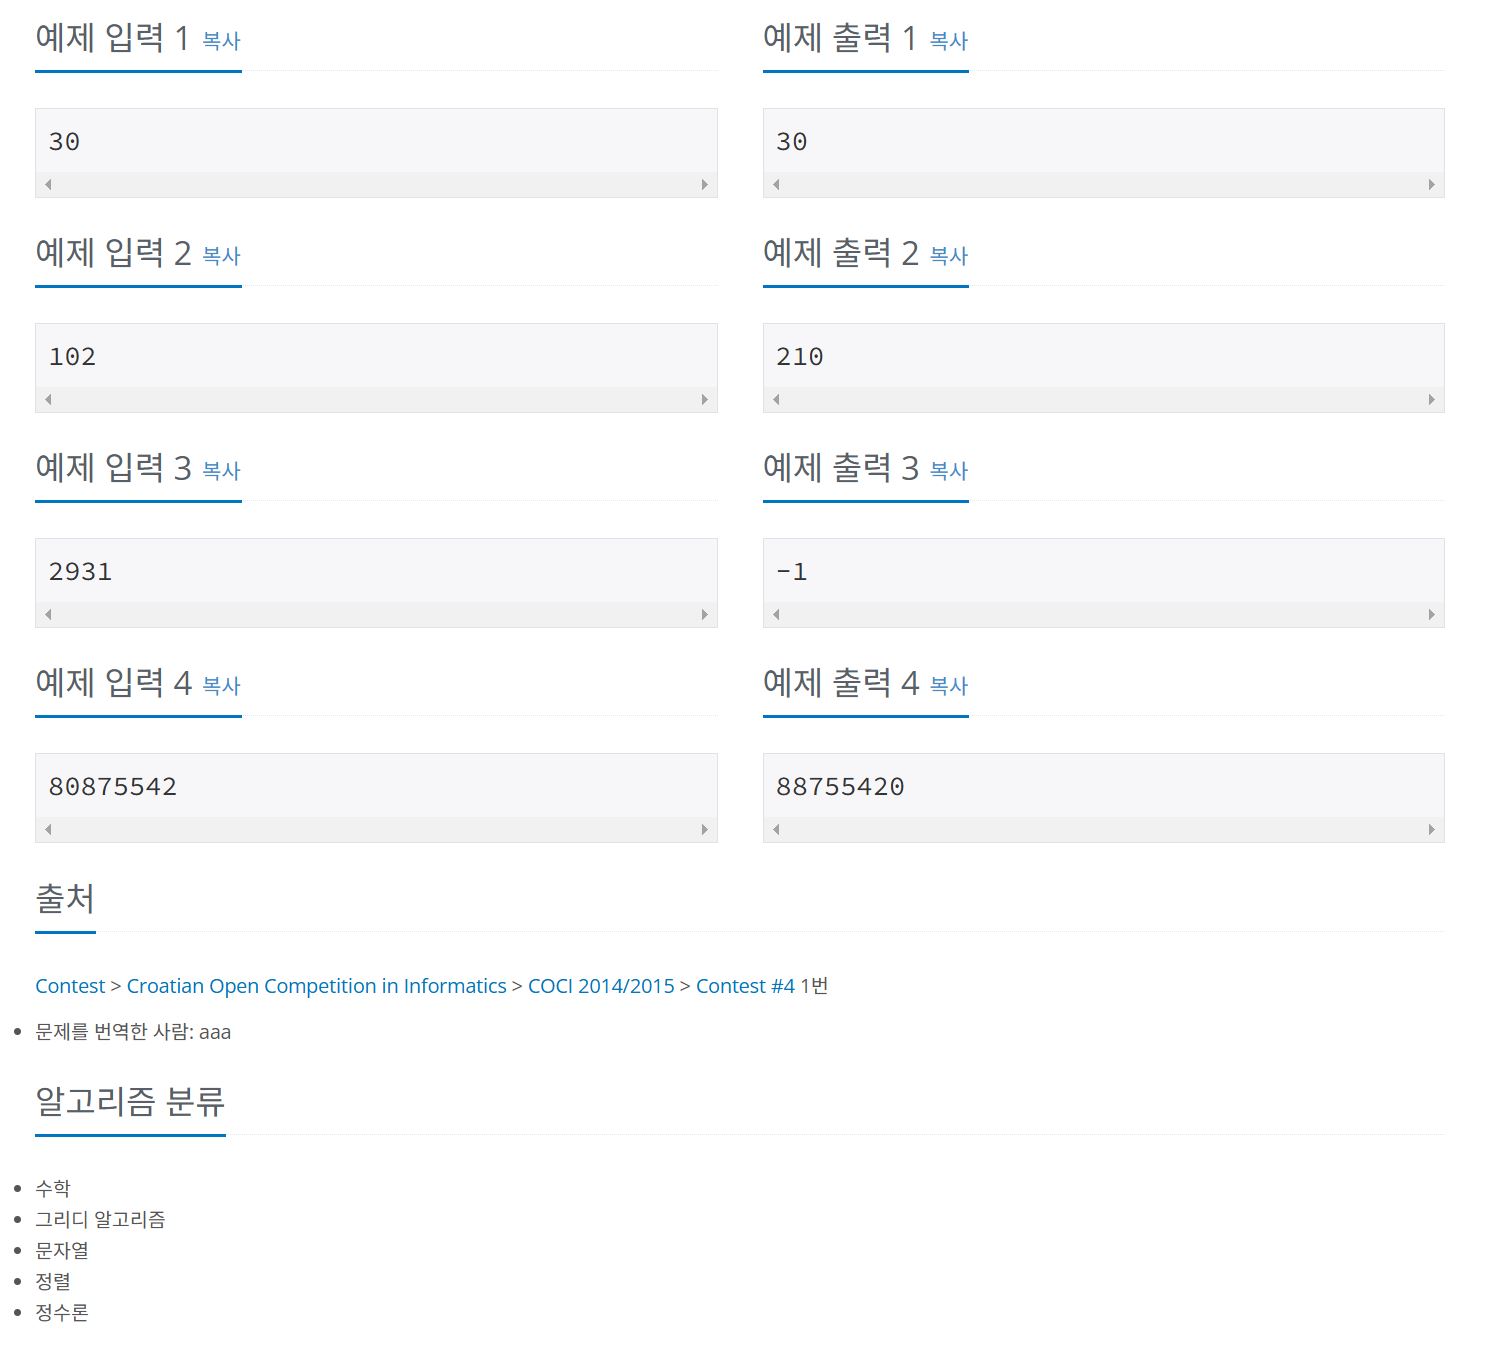 예제 입력 1 복사
예제 출력 1 복사
30
30
예제 입력 2 복사
예제 출력 2 복사
102
210
예제 입력 3 복사
예제 출력 3 복사
2931
-1
예제 입력 4 복사
예제 출력 4 복사
80875542
88755420
출처
Contest > Croatian Open Competition in Informatics > COCI 2014/2015 > Contest #4 1번
문제를 번역한 사람: aaa
알고리즘 분류
수학
그리디 알고리즘
문자열
정렬
정수론